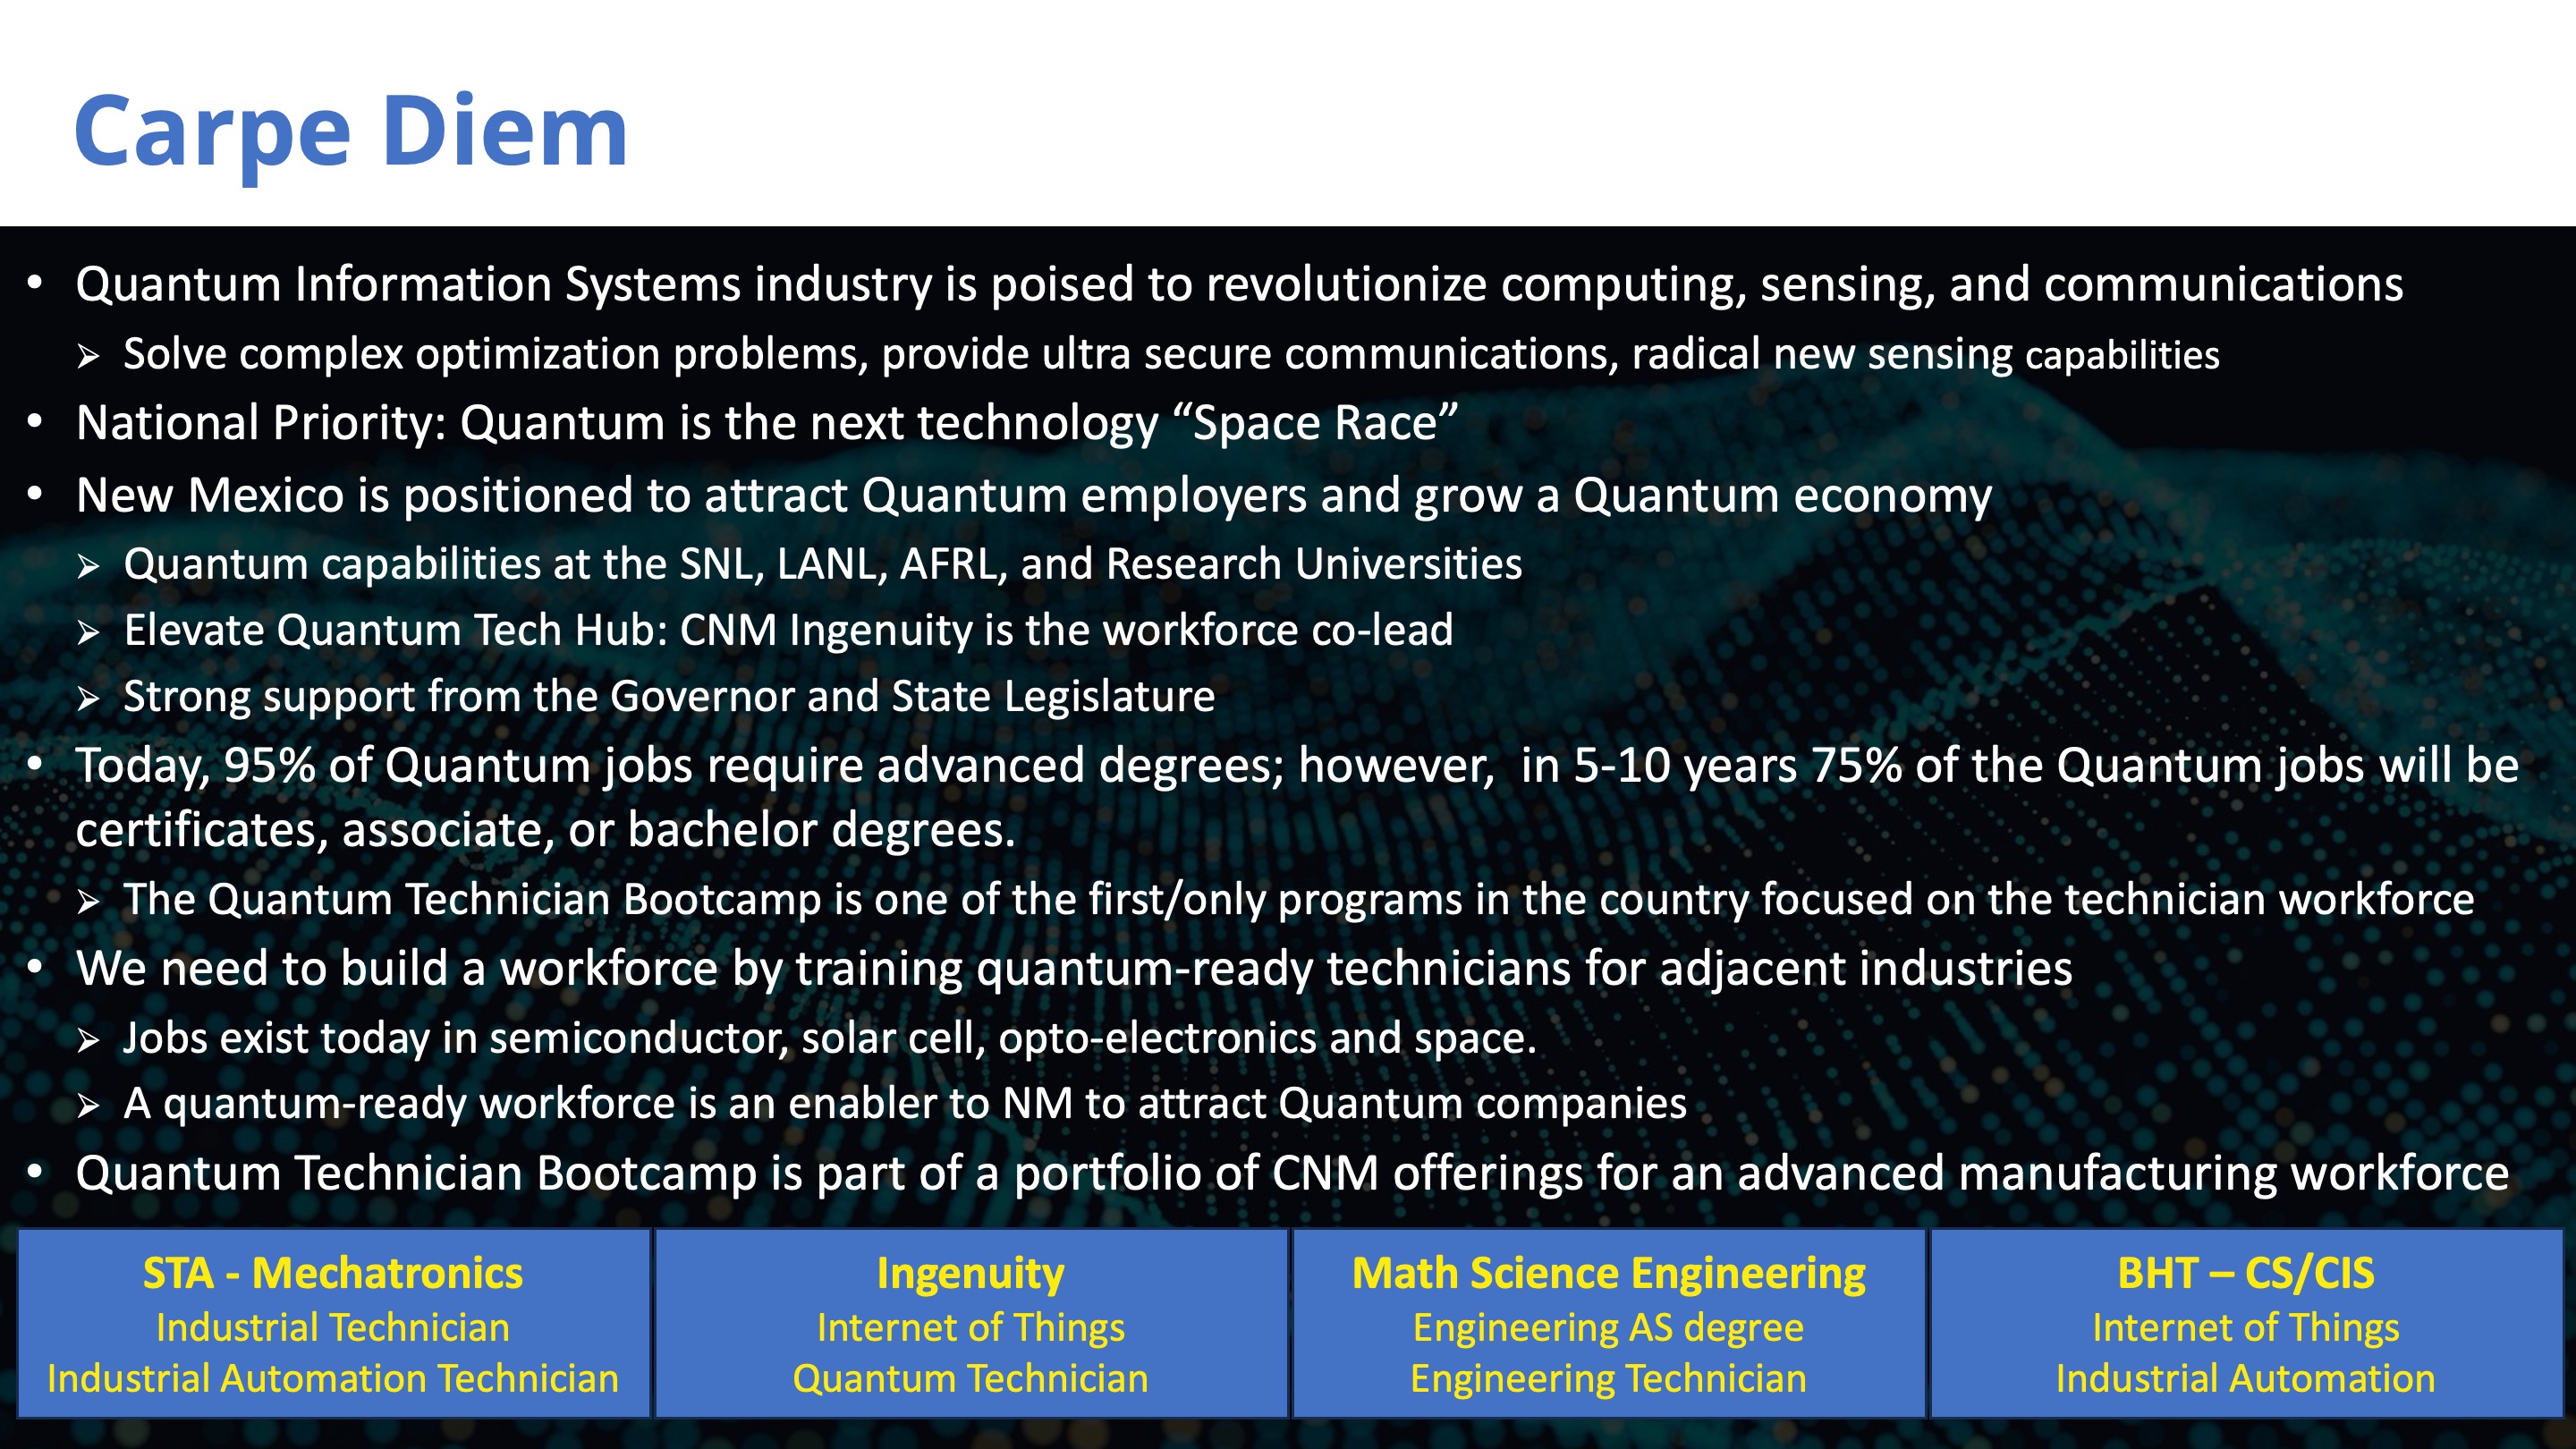 Carpe Diem
• Quantum Information Systems industry is poised to revolutionize computing, sensing, and communications
➢ Solve complex optimization problems, provide ultra secure communications, radical new sensing capabilities
• National Priority: Quantum is the next technology “Space Race”
• New Mexico is positioned to attract Quantum employers and grow a Quantum economy
➢ Quantum capabilities at the SNL, LANL, AFRL, and Research Universities
➢ Elevate Quantum Tech Hub: CNM Ingenuity is the workforce co-lead
➢ Strong support from the Governor and State Legislature
• Today, 95% of Quantum jobs require advanced degrees; however,  in 5-10 years 75% of the Quantum jobs will be
certificates, associate, or bachelor degrees.
➢ The Quantum Technician Bootcamp is one of the first/only programs in the country focused on the technician workforce
• We need to build a workforce by training quantum-ready technicians for adjacent industries
➢ Jobs exist today in semiconductor, solar cell, opto-electronics and space.
➢ A quantum-ready workforce is an enabler to NM to attract Quantum companies
• Quantum Technician Bootcamp is part of a portfolio of CNM offerings for an advanced manufacturing workforce
STA - Mechatronics
Industrial Technician
Industrial Automation Technician
Ingenuity
Internet of Things
Quantum Technician
Math Science Engineering
Engineering AS degree
Engineering Technician
BHT – CS/CIS
Internet of Things
Industrial Automation